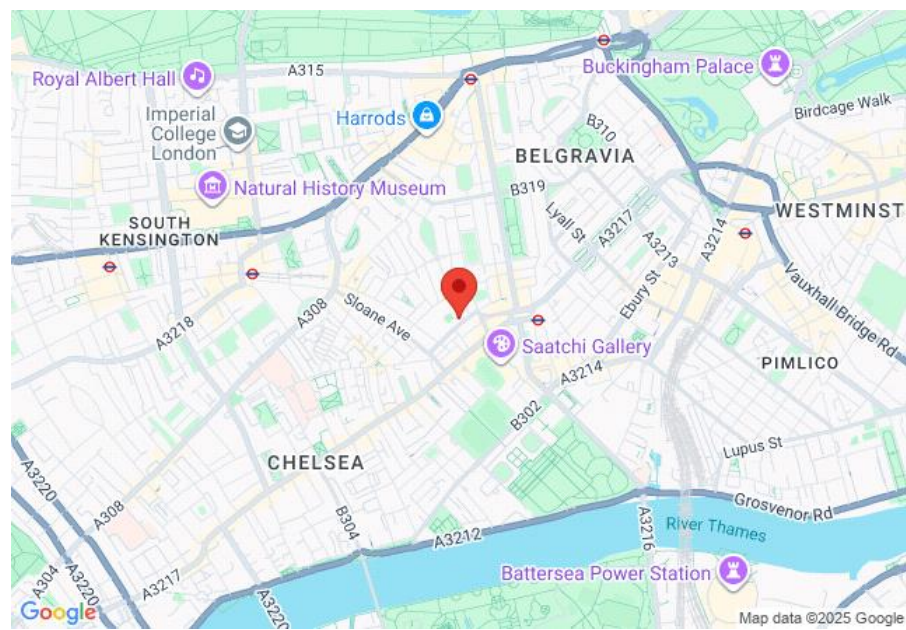 A315
Royal Albert Hall
Imperial
College
London
Harrods
Buckingham Palace
Birdcage Walk
B310
BELGRAVIA
Natural History Museum
B319
Lyall St
A3217
A3213
A3214
WESTMINST
SOUTH
KENSINGTON
Ebury St
Vauxhall Bridge Rd
A308
Sloane Ave
A3218
Saatchi Gallery
A3214
PIMLICO
B302
CHELSEA
Lupus St
A3220
A308
B304
A3212
A3216
Grosvenor Rd
River Thames
A304
A3220
A3217
Battersea Power Station
Google
Map data ©2025 Google